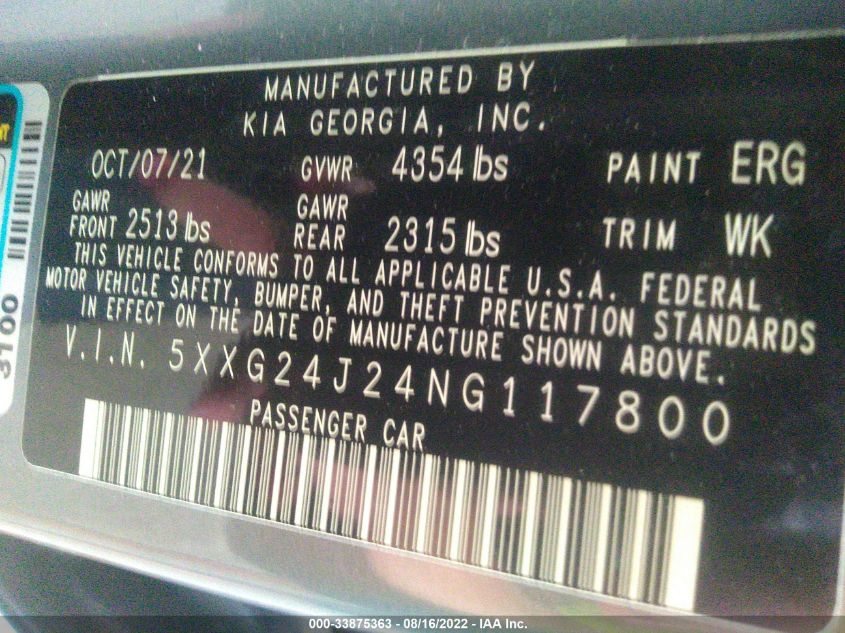 MANUFACTURED BY
KIA GEORGIA, INC.
OCT/07/21 GVWR 4354 lbs PAINT ERG
GAWR FRONT 2513 lbs GAWR REAR 2315 lbs TRIM WK
THIS VEHICLE CONFORMS TO ALL APPLICABLE U.S.A. FEDERAL
MOTOR VEHICLE SAFETY, BUMPER, AND THEFT PREVENTION STANDARDS
IN EFFECT ON THE DATE OF MANUFACTURE SHOWN ABOVE.
V.I.N. 5XXG24J24NG117800
PASSENGER CAR
3100
000-33875363 - 08/16/2022 - IAA Inc.